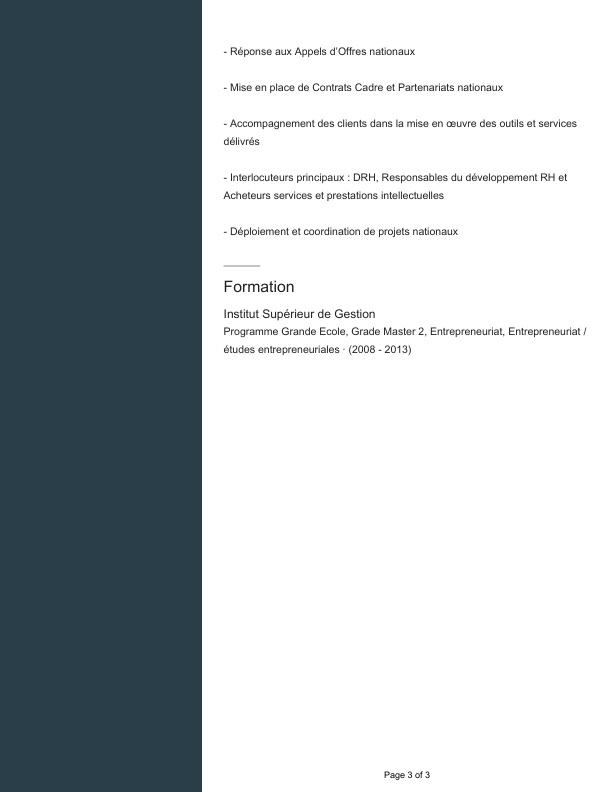 - Réponse aux Appels d’Offres nationaux
- Mise en place de Contrats Cadre et Partenariats nationaux
- Accompagnement des clients dans la mise en œuvre des outils et services
délivrés
- Interlocuteurs principaux : DRH, Responsables du développement RH et
Acheteurs services et prestations intellectuelles
- Déploiement et coordination de projets nationaux
Formation
Institut Supérieur de Gestion
Programme Grande Ecole, Grade Master 2, Entrepreneuriat, Entrepreneuriat /
études entrepreneuriales · (2008 - 2013)
Page 3 of 3